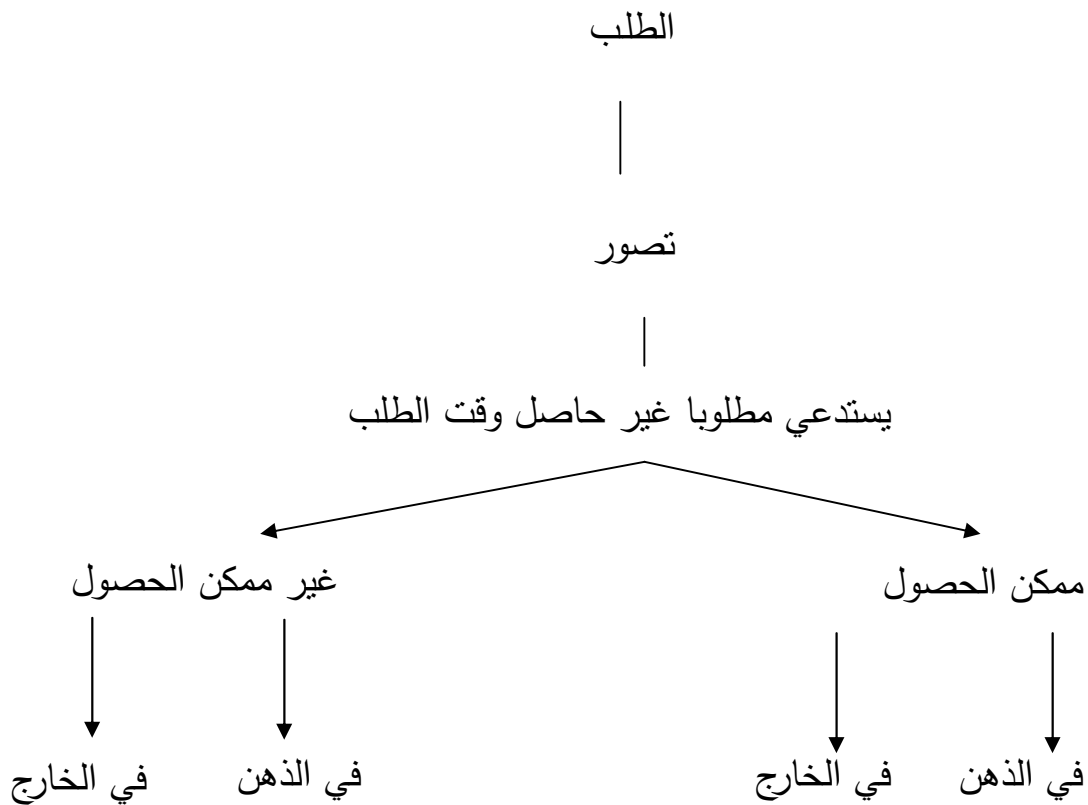 الطلب
تصور
يستدعي مطلوبا غير حاصل وقت الطلب
ممكن الحصول
غير ممكن الحصول
في الذهن
في الخارج
في الذهن
في الخارج